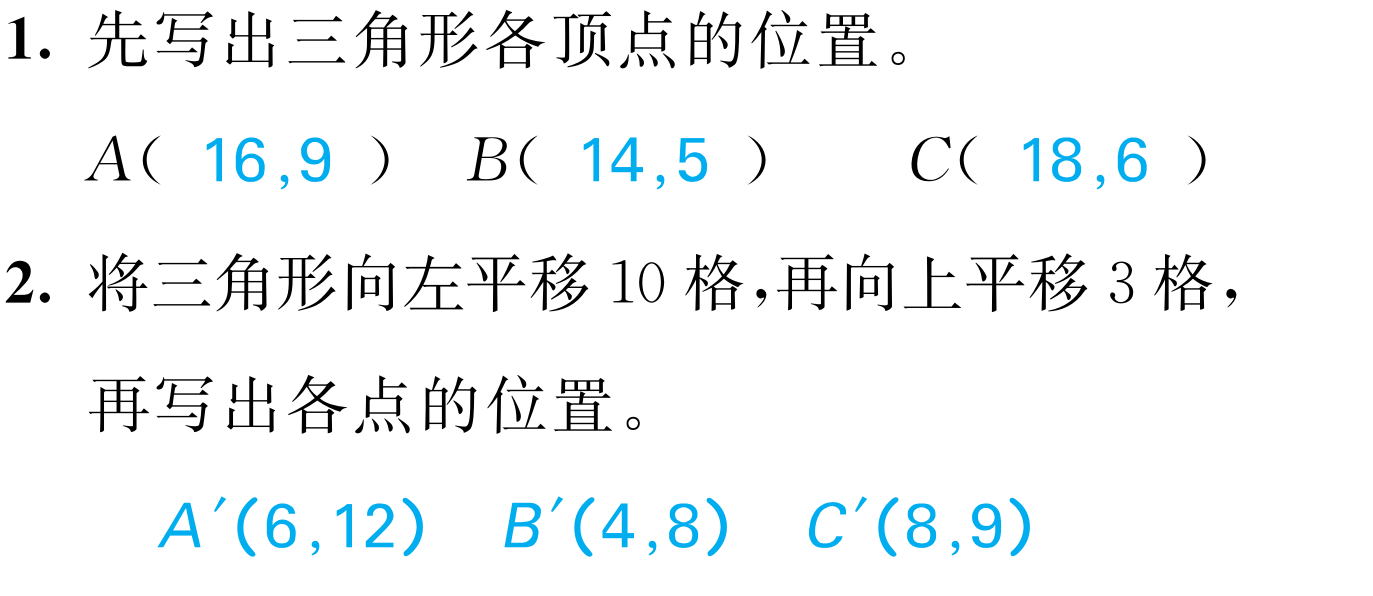 1. 先写出三角形各顶点的位置。
A( 16,9 ) B( 14,5 ) C( 18,6 )
2. 将三角形向左平移 10 格,再向上平移 3 格,
再写出各点的位置。
A′(6,12) B′(4,8) C′(8,9)